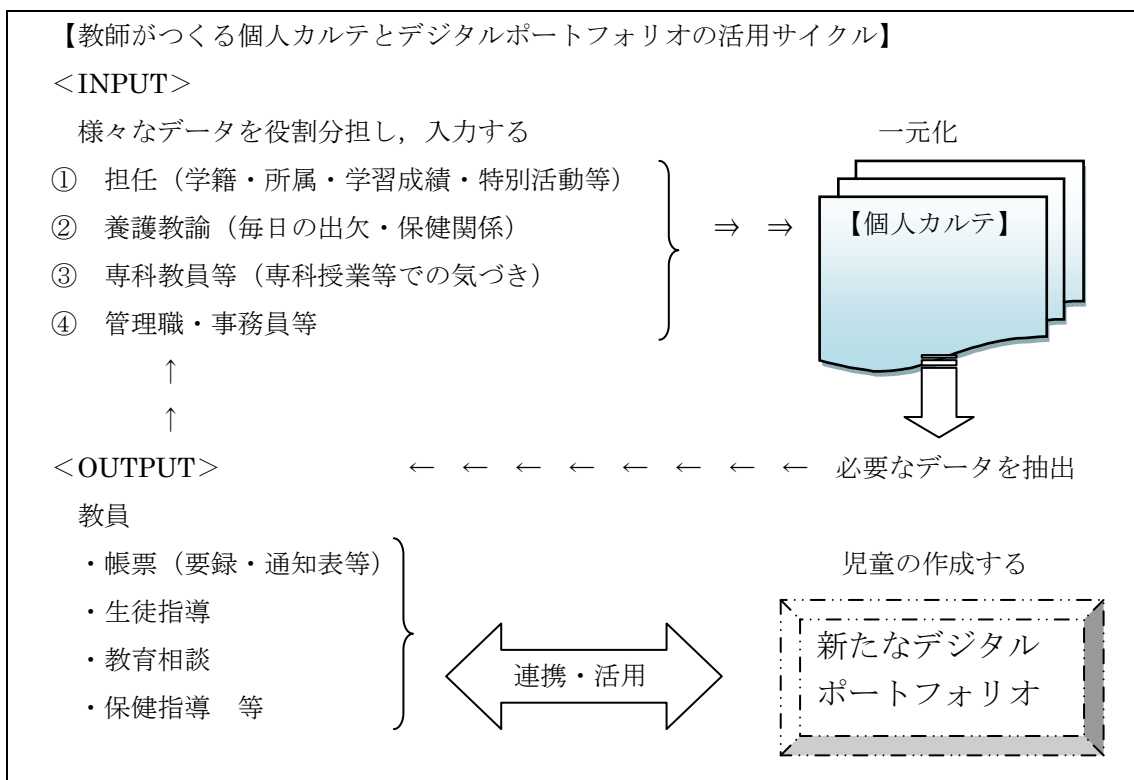 【教師がつくる個人カルテとデジタルポートフォリオの活用サイクル】
＜INPUT＞
様々なデータを役割分担し，入力する
一元化
① 担任（学籍・所属・学習成績・特別活動等）
② 養護教諭（毎日の出欠・保健関係）
③ 専科教員等（専科授業等での気づき）
④ 管理職・事務員等
⇒ ⇒
【個人カルテ】
↑
↑
＜OUTPUT＞ ← ← ← ← ← ← ← ← 必要なデータを抽出
教員
・帳票（要録・通知表等）
・生徒指導
・教育相談
・保健指導　等
連携・活用
児童の作成する
新たなデジタル
ポートフォリオ